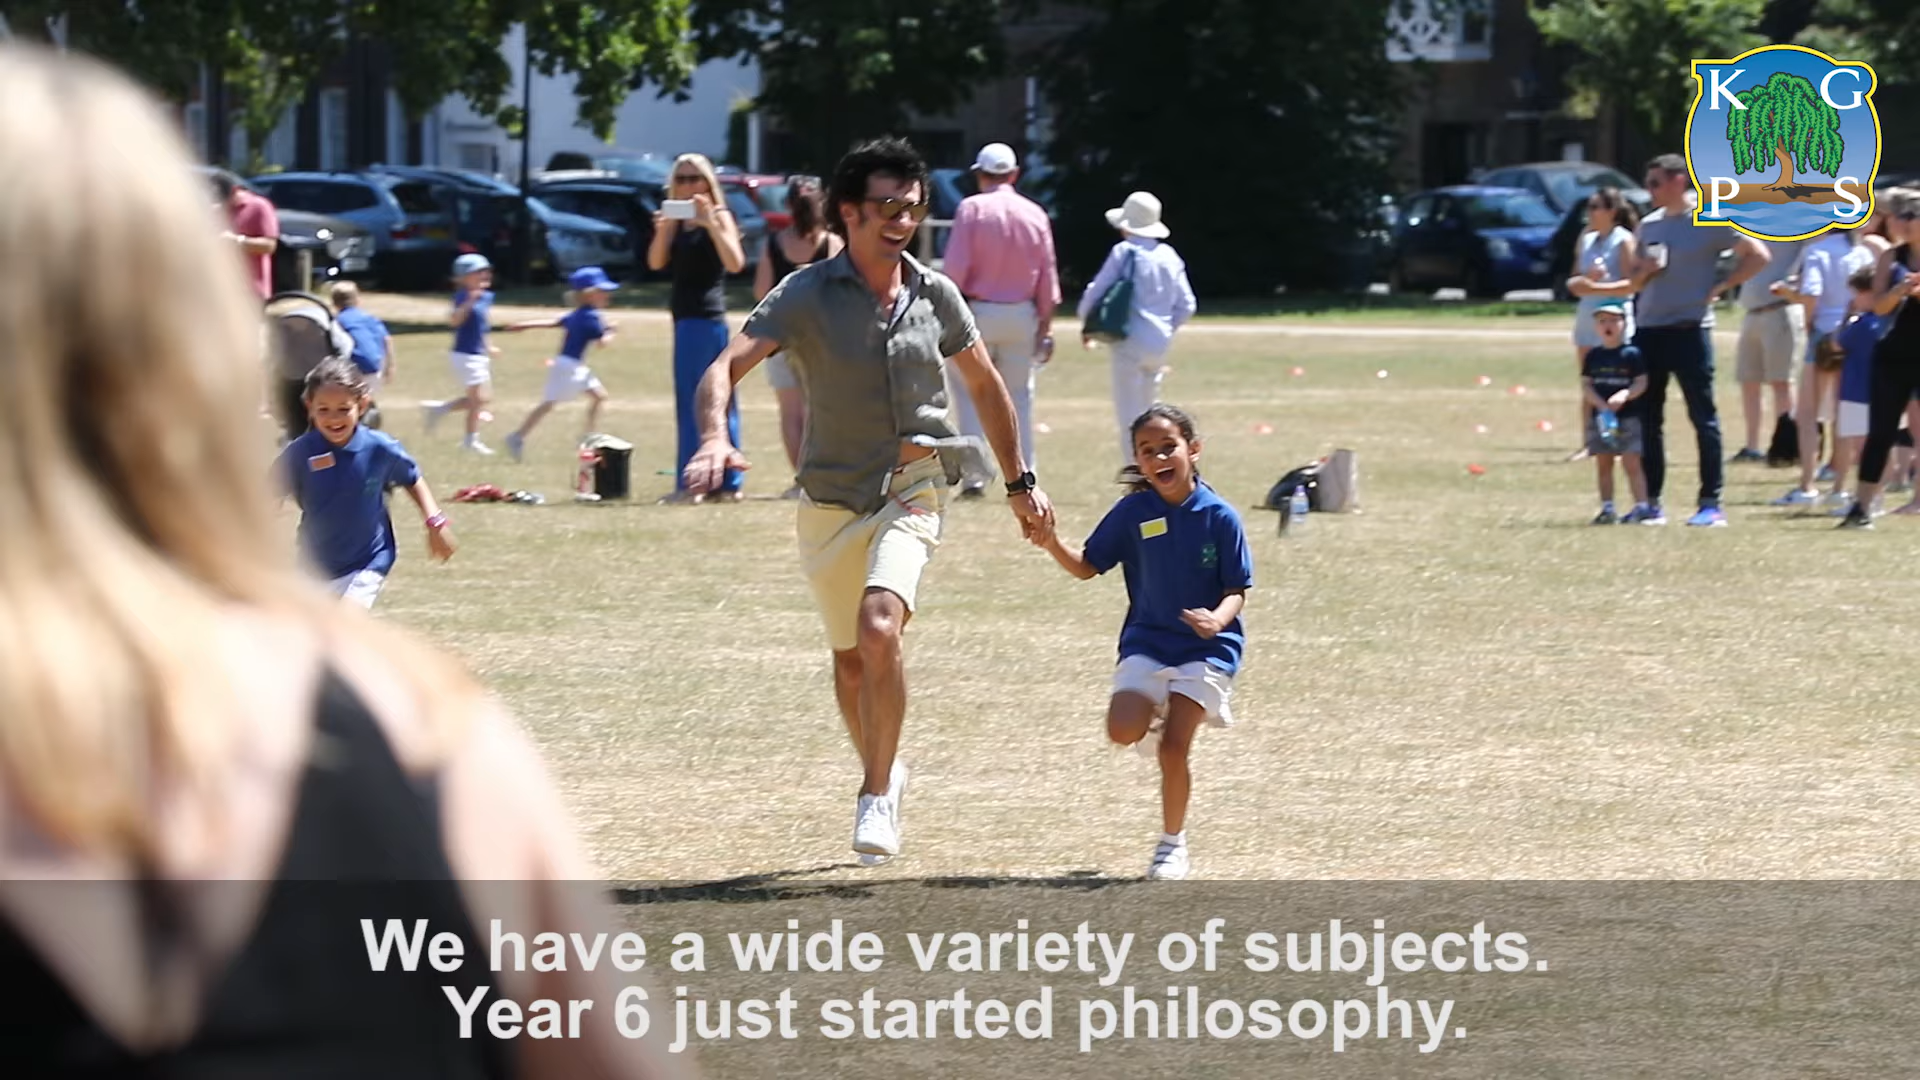 K G
P S
We have a wide variety of subjects.
Year 6 just started philosophy.